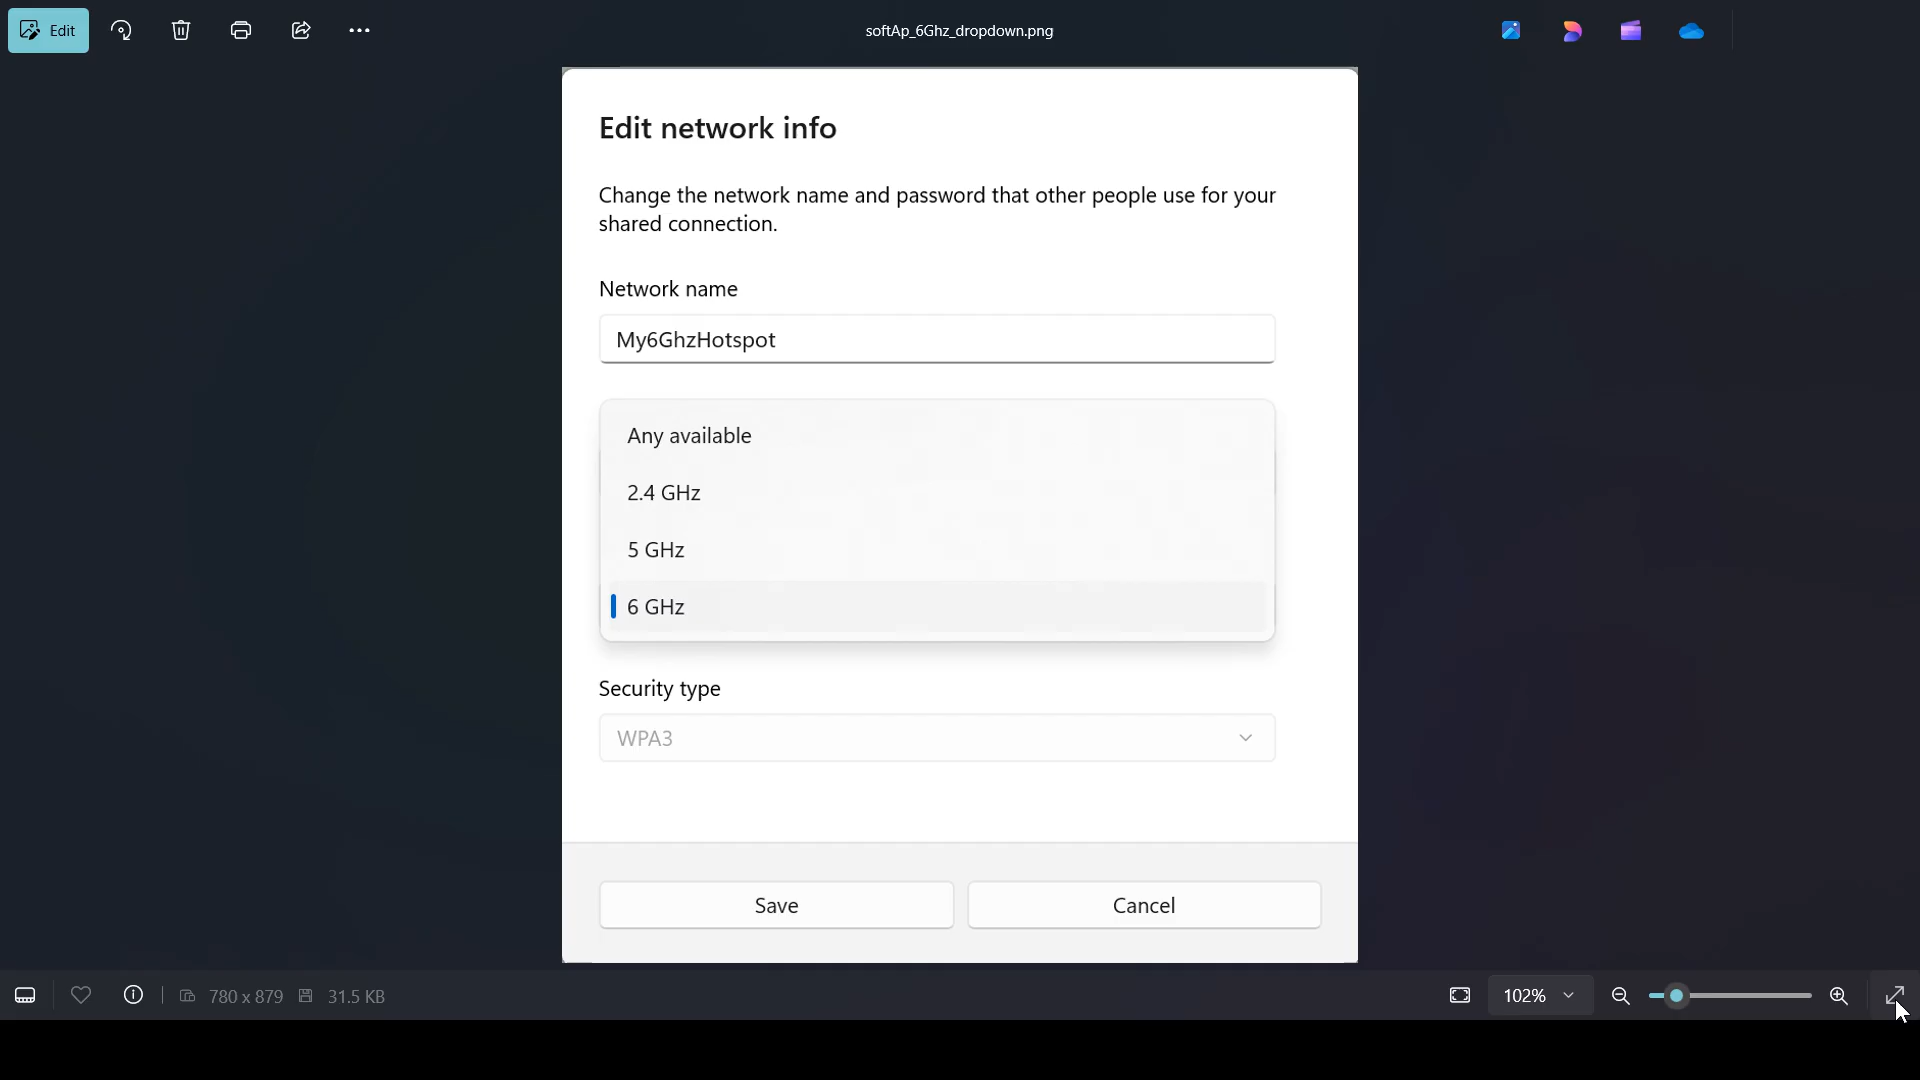 Edit
softAp_6Ghz_dropdown.png
Edit network info
Change the network name and password that other people use for your
shared connection.
Network name
My6GhzHotspot
Any available
2.4 GHz
5 GHz
6 GHz
Security type
WPA3
Save Cancel
780 x 879 31.5 KB 102%